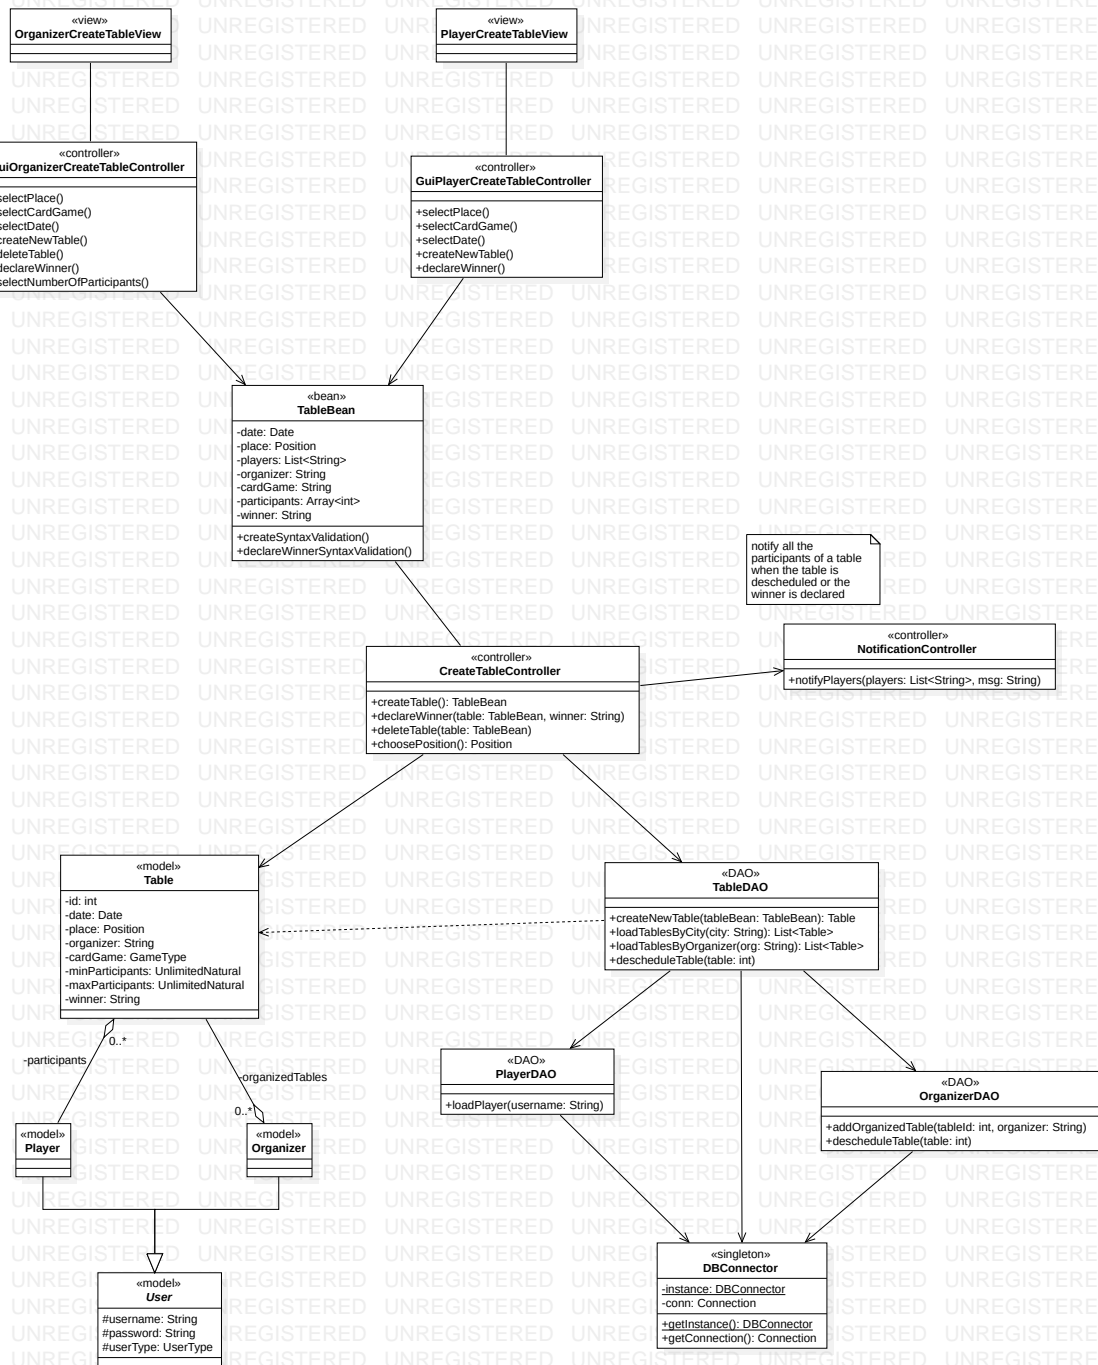 «view»
OrganizerCreateTableView
«view»
PlayerCreateTableView
«controller»
uiOrganizerCreateTableController
selectPlace()
selectCardGame()
selectDate()
createNewTable()
deleteTable()
declareWinner()
selectNumberOfParticipants()
«controller»
GuiPlayerCreateTableController
+selectPlace()
+selectCardGame()
+selectDate()
+createNewTable()
+declareWinner()
«bean»
TableBean
-date: Date
-place: Position
-players: List<String>
-organizer: String
-cardGame: String
-participants: Array<int>
-winner: String
+createSyntaxValidation()
+declareWinnerSyntaxValidation()
notify all the
participants of a table
when the table is
descheduled or the
winner is declared
«controller»
NotificationController
+notifyPlayers(players: List<String>, msg: String)
«controller»
CreateTableController
+createTable(): TableBean
+declareWinner(table: TableBean, winner: String)
+deleteTable(table: TableBean)
+choosePosition(): Position
«model»
Table
-id: int
-date: Date
-place: Position
-organizer: String
-cardGame: GameType
-minParticipants: UnlimitedNatural
-maxParticipants: UnlimitedNatural
-winner: String
«DAO»
TableDAO
+createNewTable(tableBean: TableBean): Table
+loadTablesByCity(city: String): List<Table>
+loadTablesByOrganizer(org: String): List<Table>
+descheduleTable(table: int)
0..*
-participants
-organizedTables
0..*
«model»
Player
«model»
Organizer
«DAO»
PlayerDAO
+loadPlayer(username: String)
«DAO»
OrganizerDAO
+addOrganizedTable(tableId: int, organizer: String)
+descheduleTable(table: int)
«model»
User
#username: String
#password: String
#userType: UserType
«singleton»
DBConnector
-instance: DBConnector
-conn: Connection
+getInstance(): DBConnector
+getConnection(): Connection
UNREGISTERED